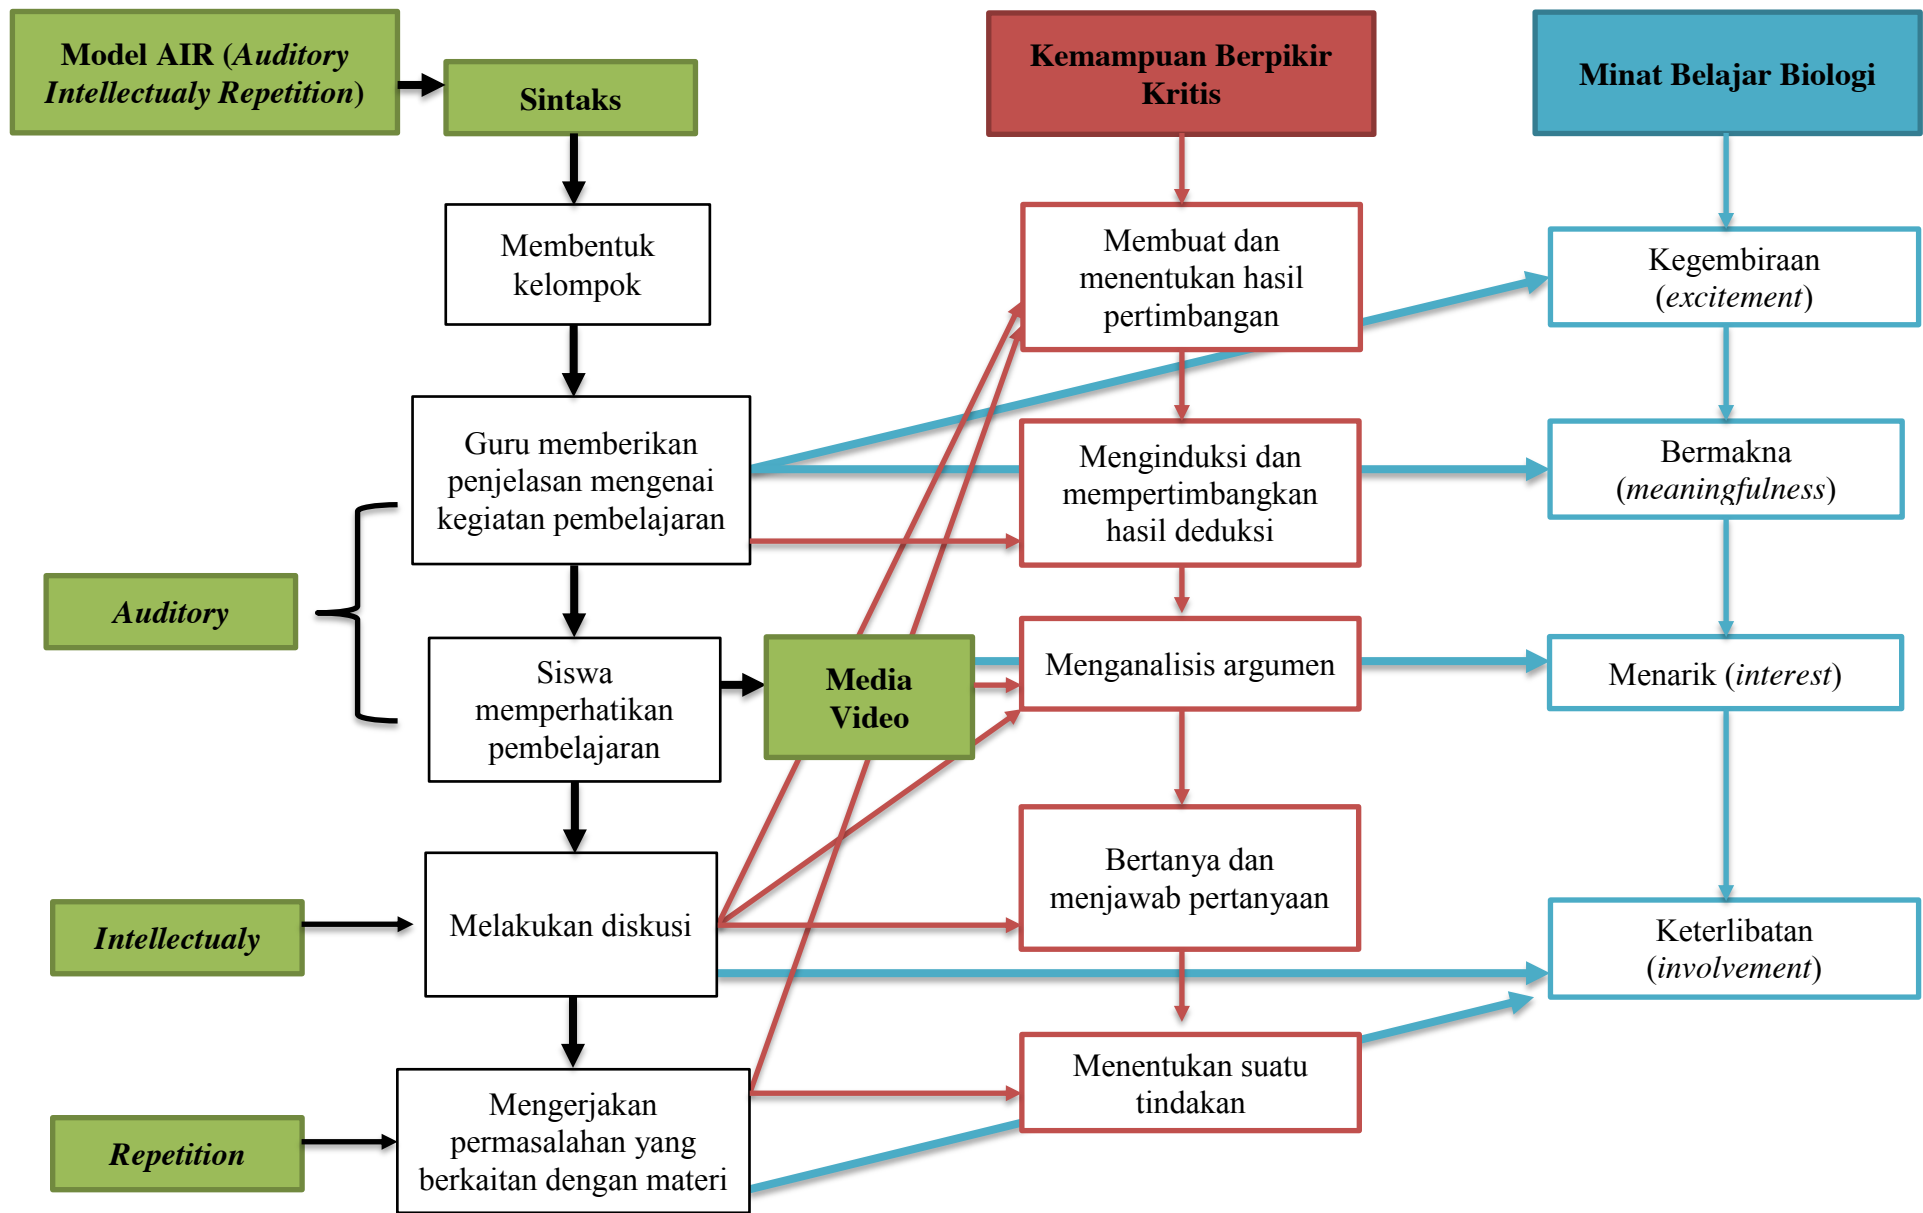 Model AIR (Auditory
Intellectualy Repetition)
Sintaks
Kemampuan Berpikir
Kritis
Minat Belajar Biologi
Membentuk
kelompok
Membuat dan
menentukan hasil
pertimbangan
Kegembiraan
(excitement)
Guru memberikan
penjelasan mengenai
kegiatan pembelajaran
Menginduksi dan
mempertimbangkan
hasil deduksi
Bermakna
(meaningfulness)
Auditory
Siswa
memperhatikan
pembelajaran
Media
Video
Menganalisis argumen
Menarik (interest)
Intellectualy
Melakukan diskusi
Bertanya dan
menjawab pertanyaan
Keterlibatan
(involvement)
Repetition
Mengerjakan
permasalahan yang
berkaitan dengan materi
Menentukan suatu
tindakan